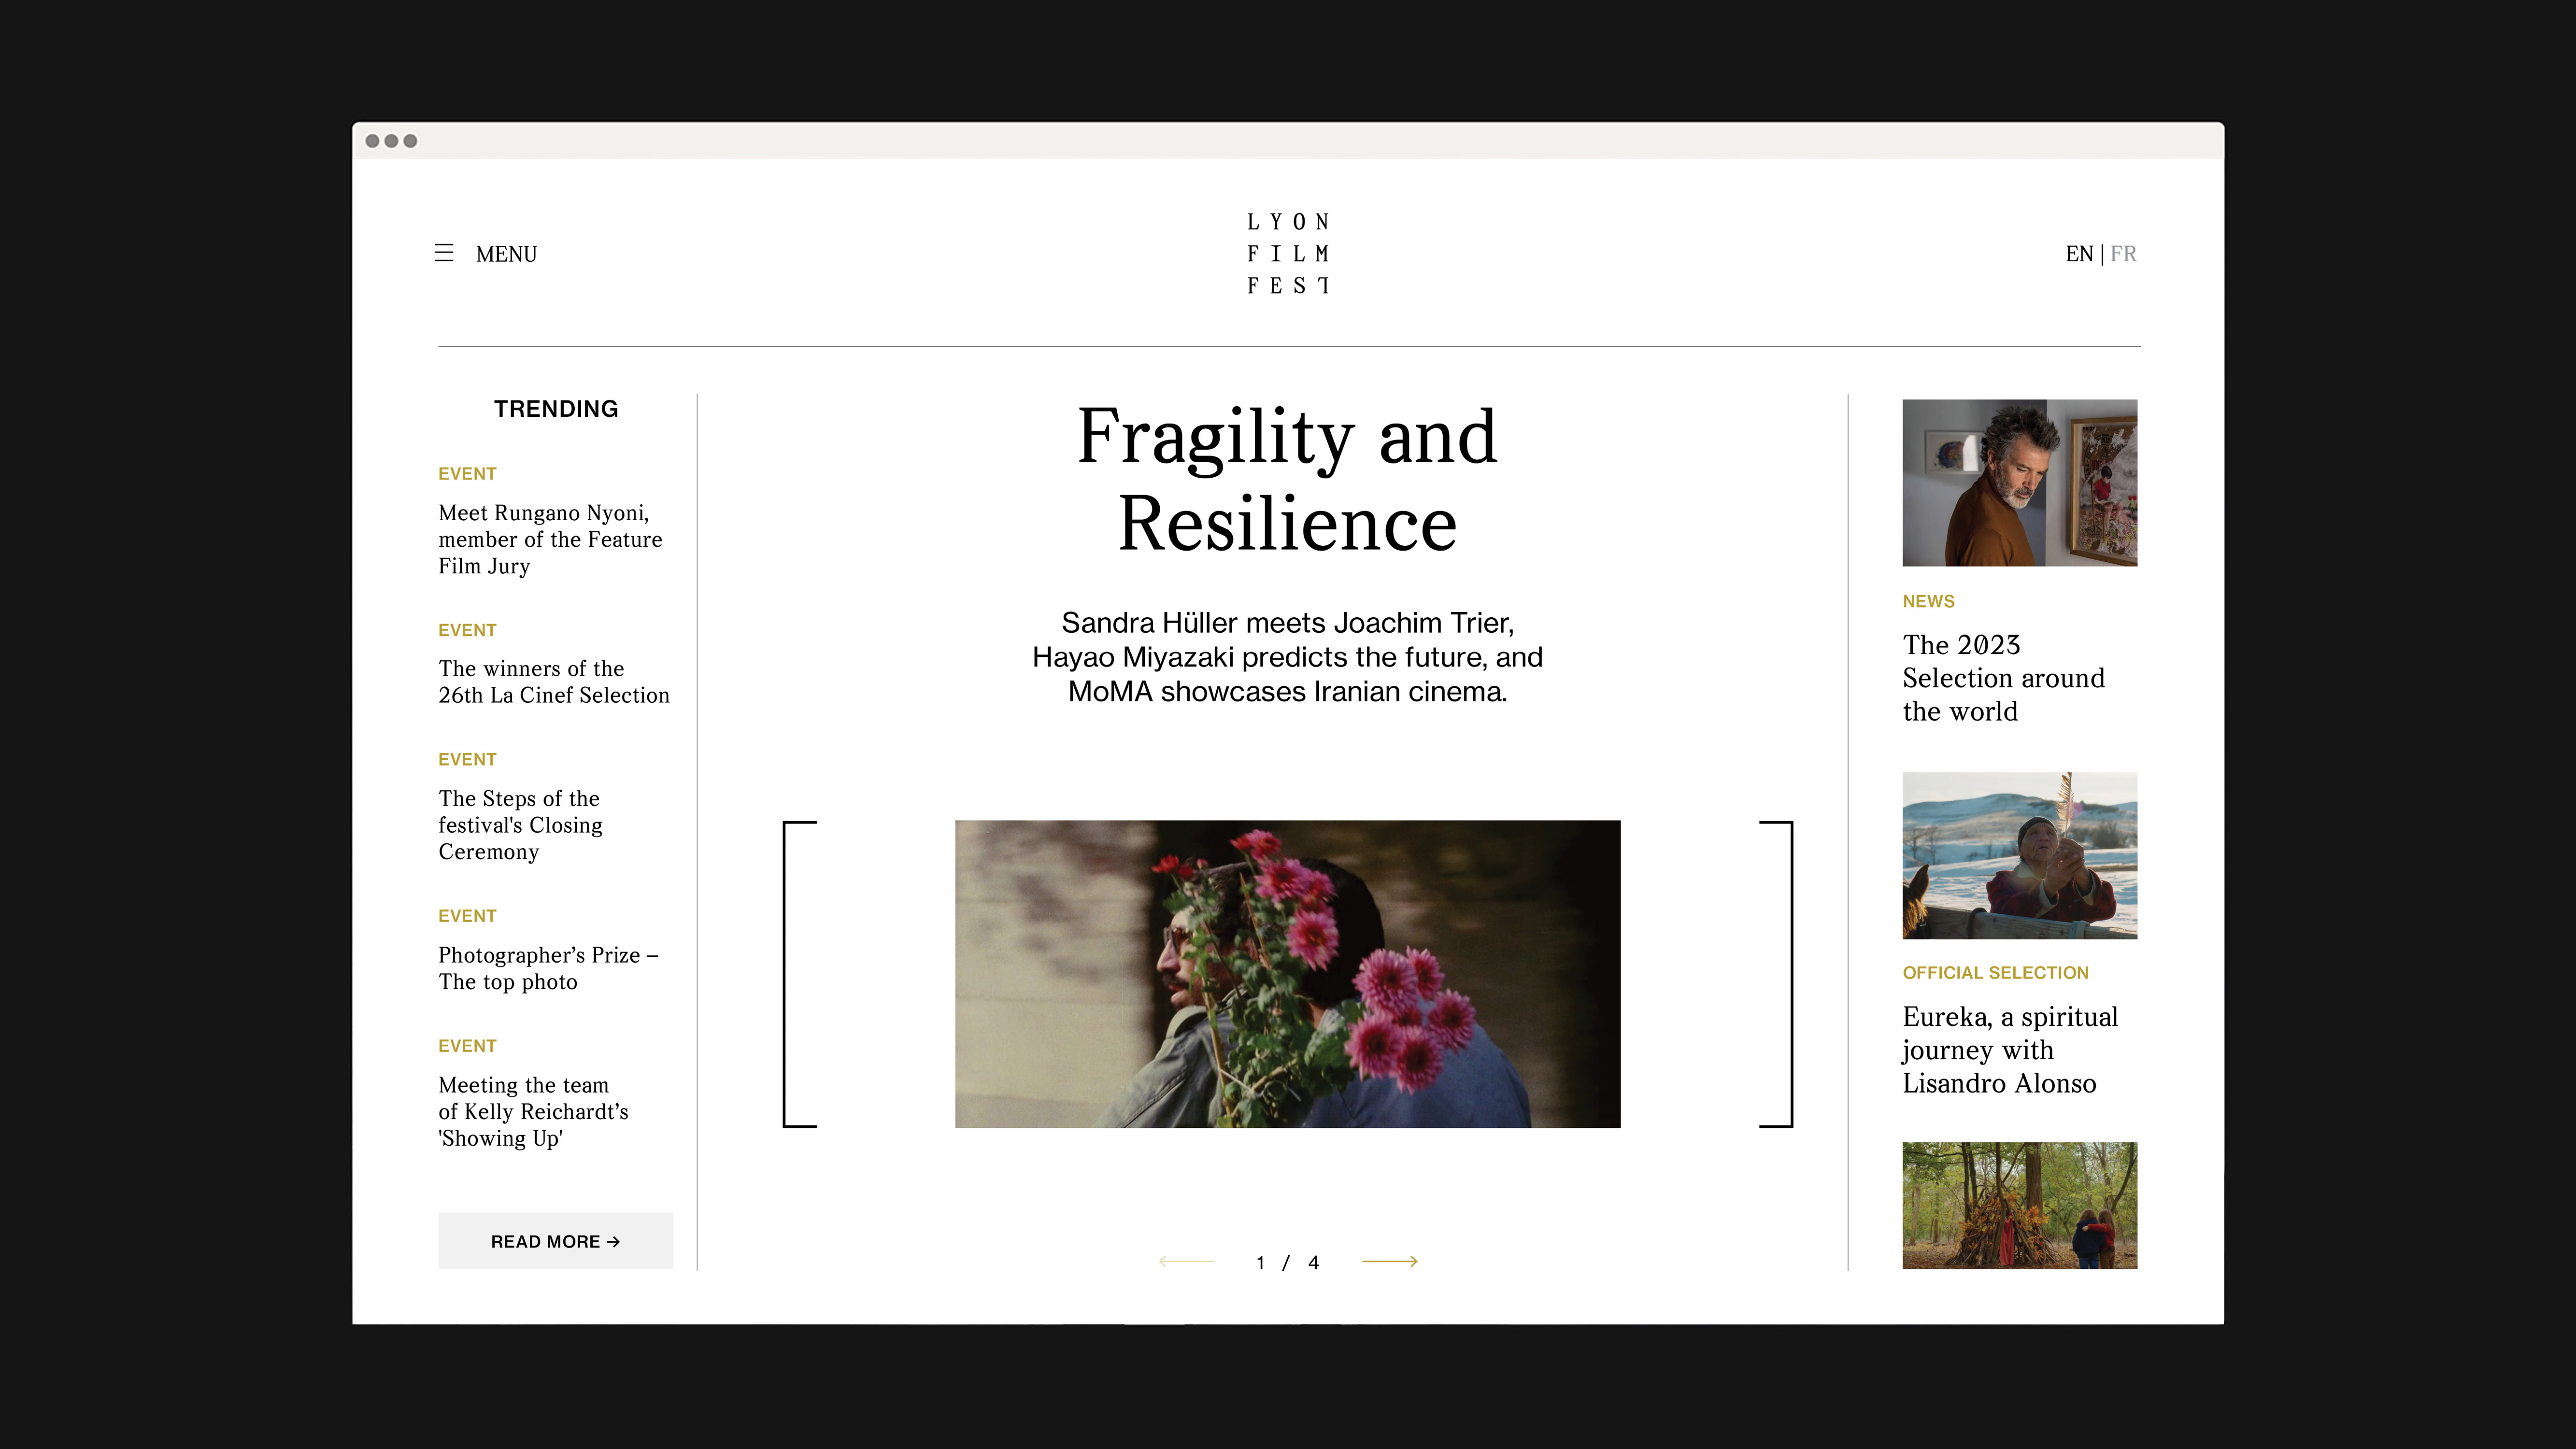 MENU
LYON
FILM
FEST
EN | FR
TRENDING
EVENT
Meet Rungano Nyoni,
member of the Feature
Film Jury
EVENT
The winners of the
26th La Cinef Selection
EVENT
The Steps of the
festival's Closing
Ceremony
EVENT
Photographer’s Prize –
The top photo
EVENT
Meeting the team
of Kelly Reichardt’s
'Showing Up'
READ MORE →
Fragility and
Resilience
Sandra Hüller meets Joachim Trier,
Hayao Miyazaki predicts the future, and
MoMA showcases Iranian cinema.
1 / 4
NEWS
The 2023
Selection around
the world
OFFICIAL SELECTION
Eureka, a spiritual
journey with
Lisandro Alonso